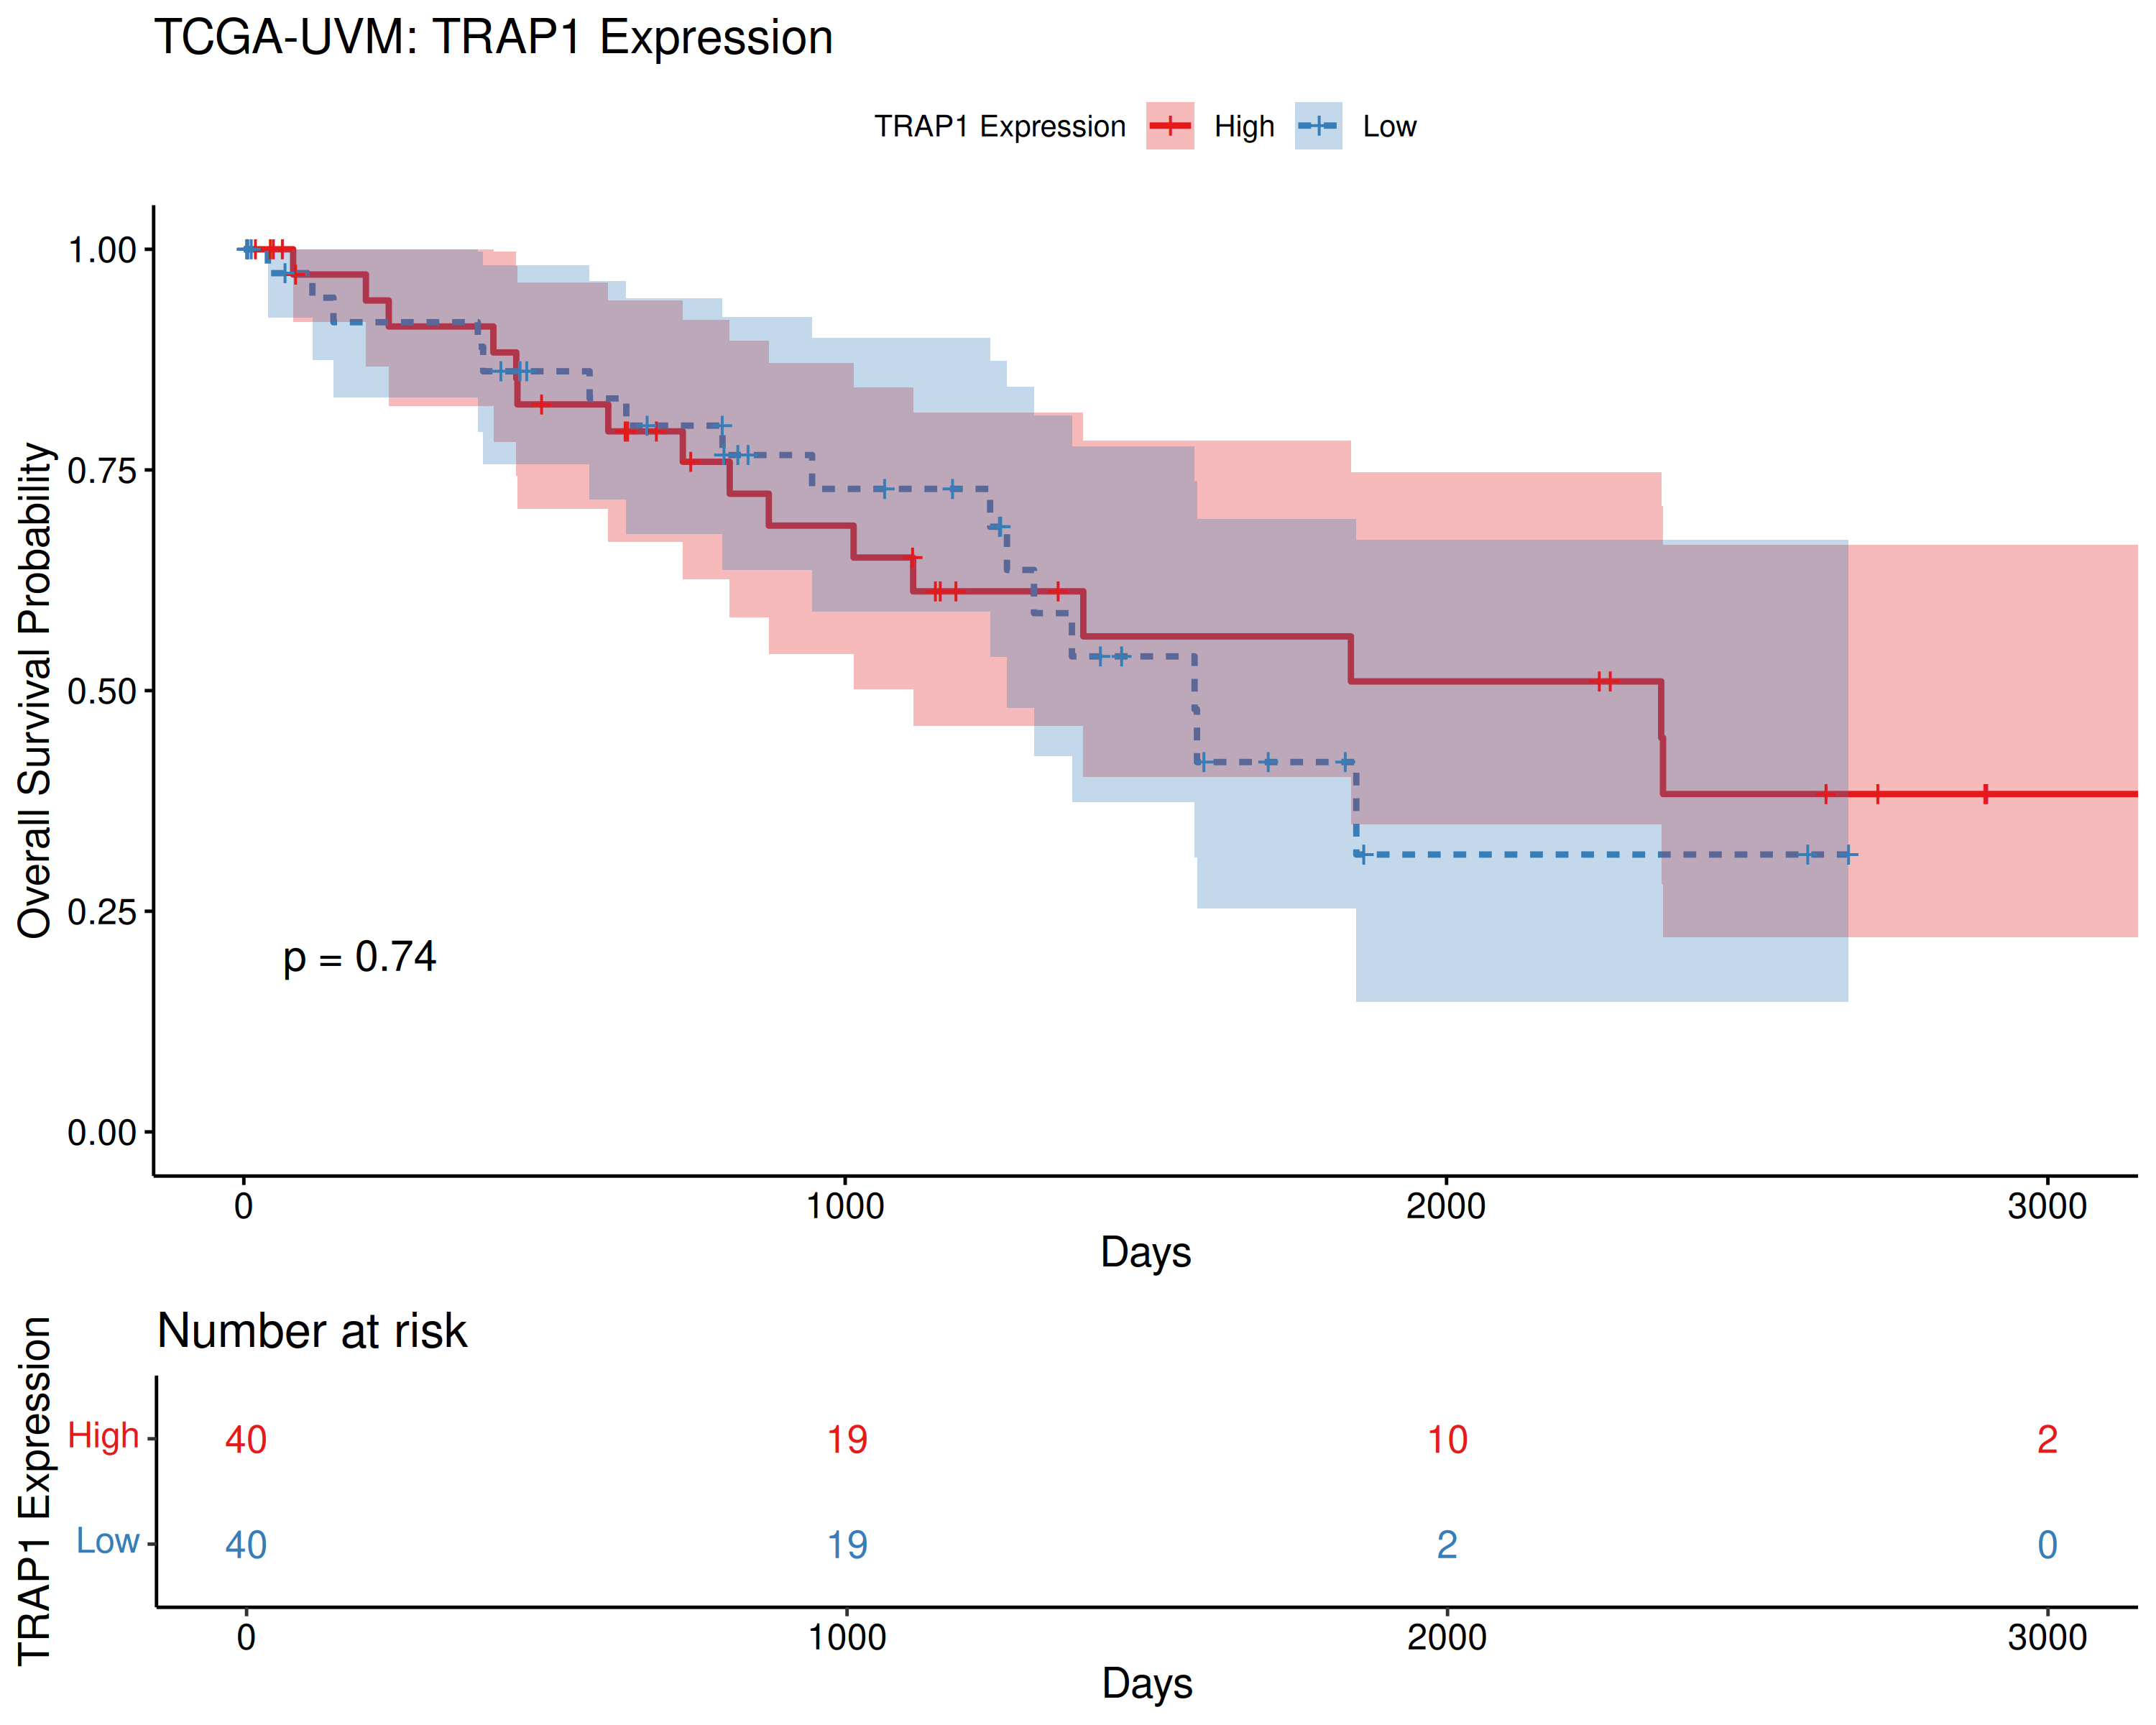 TCGA-UVM: TRAP1 Expression
TRAP1 Expression High Low
Overall Survival Probability
1.00
0.75
0.50
0.25
0.00
p = 0.74
0 1000 2000 3000
Days
Number at risk
TRAP1 Expression
High 40 19 10 2
Low 40 19 2 0
0 1000 2000 3000
Days